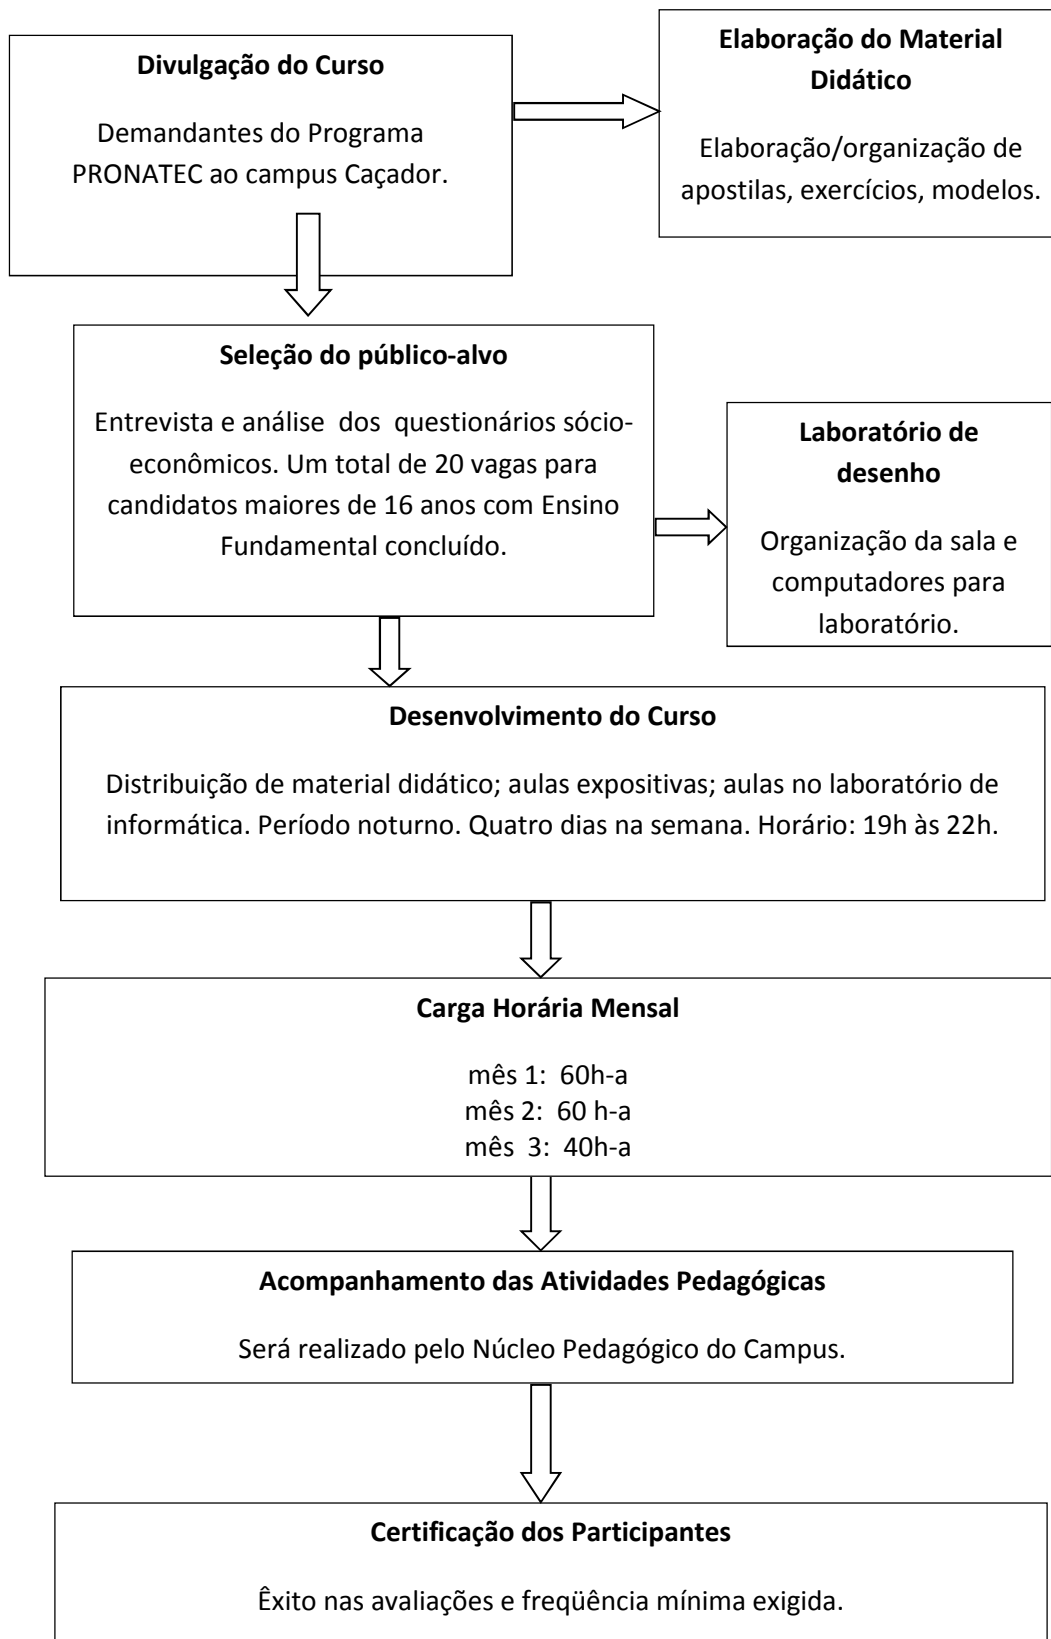 Divulgação do Curso
Demandantes do Programa
PRONATEC ao campus Caçador.
Elaboração do Material
Didático
Elaboração/organização de
apostilas, exercícios, modelos.
Seleção do público-alvo
Entrevista e análise dos questionários sócio-
econômicos. Um total de 20 vagas para
candidatos maiores de 16 anos com Ensino
Fundamental concluído.
Laboratório de
desenho
Organização da sala e
computadores para
laboratório.
Desenvolvimento do Curso
Distribuição de material didático; aulas expositivas; aulas no laboratório de
informática. Período noturno. Quatro dias na semana. Horário: 19h às 22h.
Carga Horária Mensal
mês 1: 60h-a
mês 2: 60 h-a
mês 3: 40h-a
Acompanhamento das Atividades Pedagógicas
Será realizado pelo Núcleo Pedagógico do Campus.
Certificação dos Participantes
Êxito nas avaliações e freqüência mínima exigida.